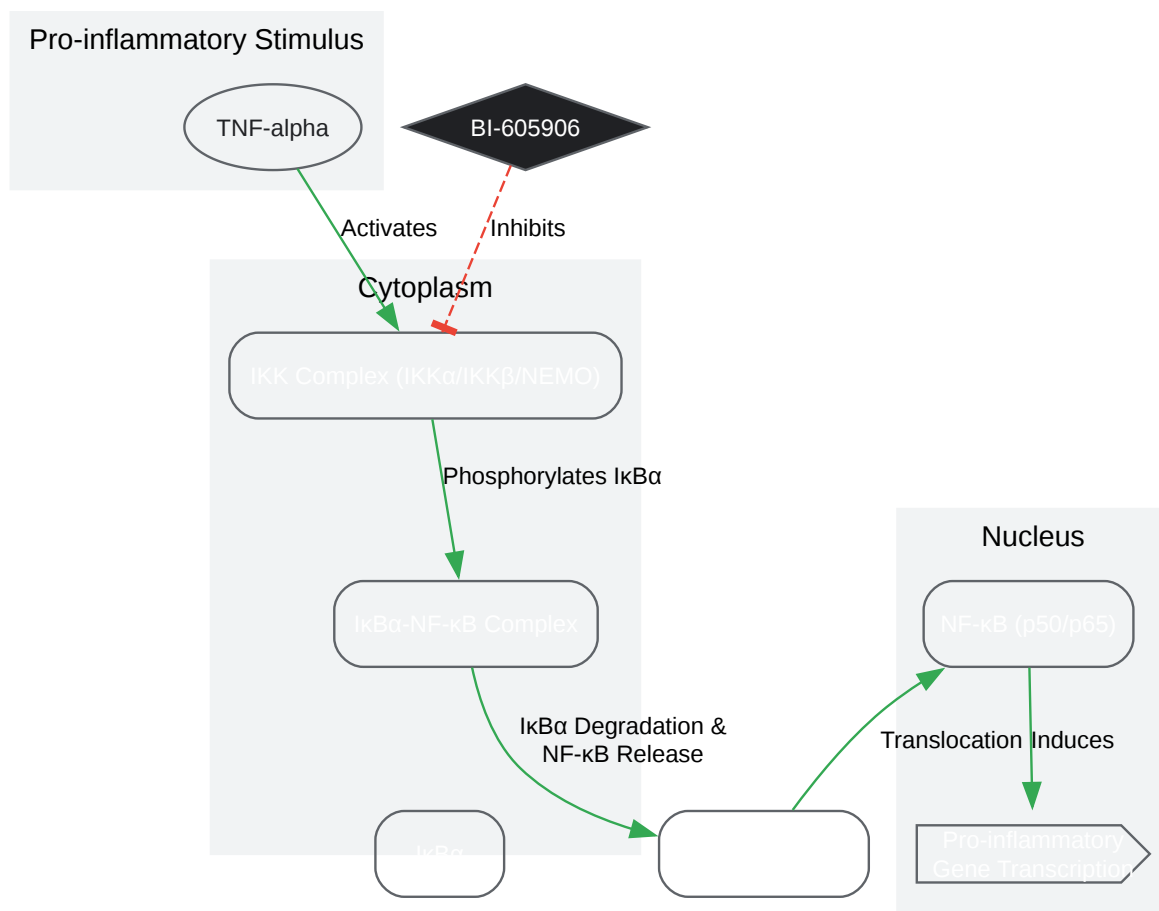 Pro-inflammatory Stimulus
TNF-alpha
BI-605906
Activates
Inhibits
Cytoplasm
IKK Complex (IKKα/IKKβ/NEMO)
Phosphorylates IκBα
Nucleus
IκBα-NF-κB Complex
NF-κB (p50/p65)
IκBα Degradation &
NF-κB Release
Translocation
Induces
IκBα
Pro-inflammatory
Gene Transcription